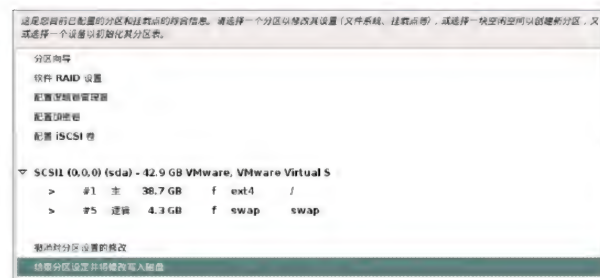 这是您目前已配置的分区和挂载点的综合信息。请选择一个分区以修改其设置(文件系统、挂载点等),或选择一块空闲空间以创建新分区,又
或选择一个设备以初始化其分区表。
分区向导
软件 RAID 设置
配置逻辑卷管理器
配置加密卷
配置 iSCSI 卷
▽ SCSI1 (0,0,0) (sda) - 42.9 GB VMware, VMware Virtual S
> #1 主 38.7 GB f ext4 /
> #5 逻辑 4.3 GB f swap swap
撤消对分区设置的修改
结束分区设定并将修改写入磁盘